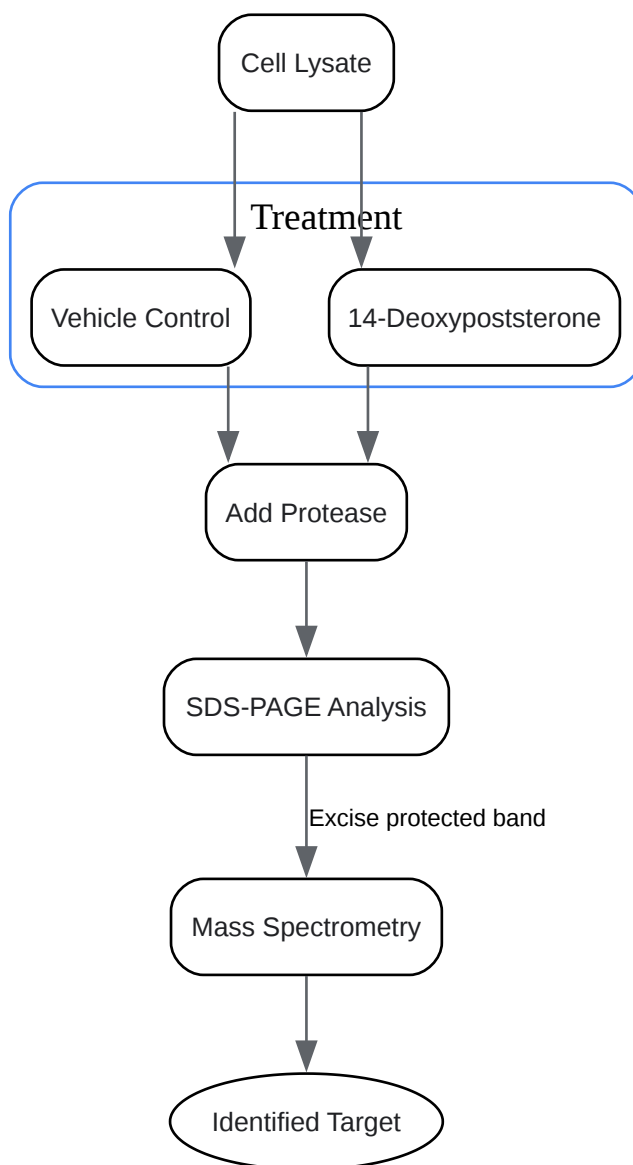 Cell Lysate
Treatment
Vehicle Control
14-Deoxypoststerone
Add Protease
SDS-PAGE Analysis
Excise protected band
Mass Spectrometry
Identified Target